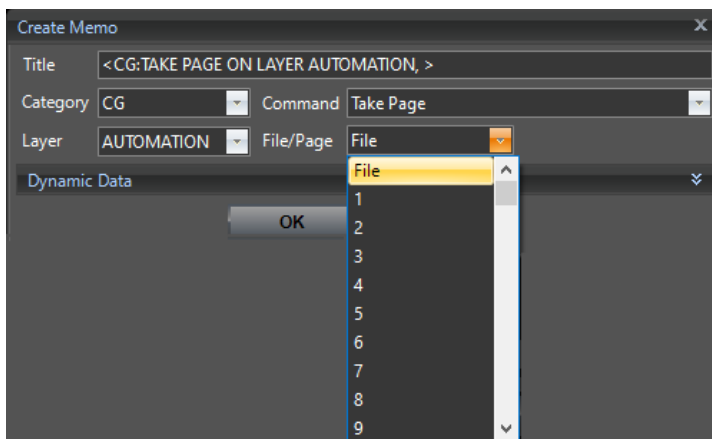 Create Memo x
Title <CG:TAKE PAGE ON LAYER AUTOMATION, >
Category CG Command Take Page
Layer AUTOMATION File/Page File
File
Dynamic Data
1
OK
2
3
4
5
6
7
8
9